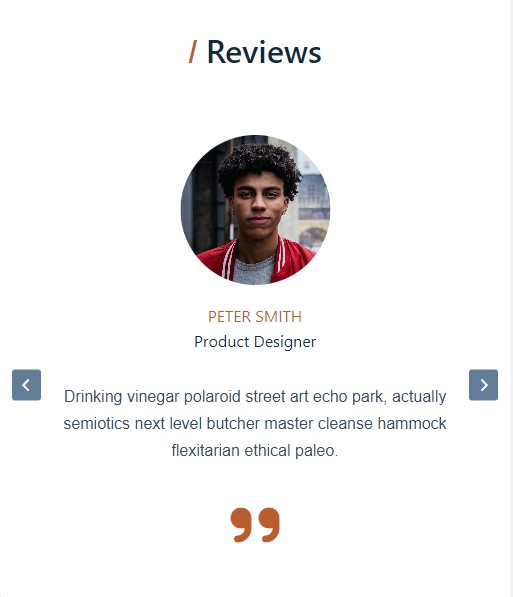 / Reviews
PETER SMITH
Product Designer
Drinking vinegar polaroid street art echo park, actually
semiotics next level butcher master cleanse hammock
flexitarian ethical paleo.
”